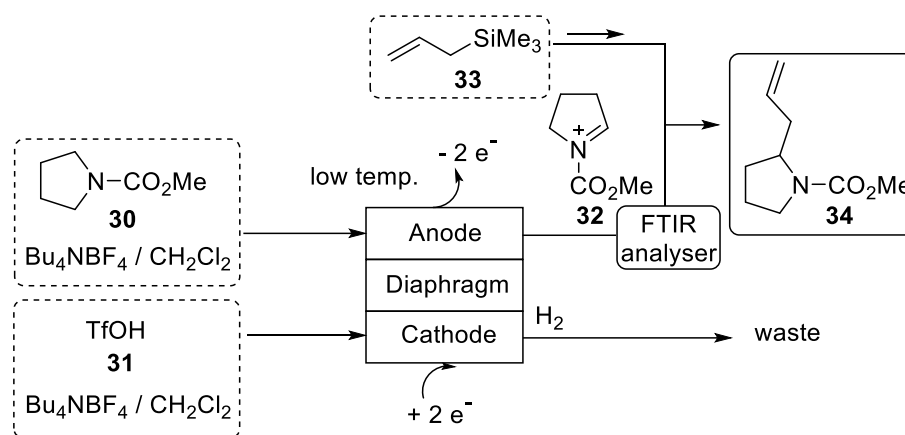 SiMe3
33
- 2 e-
low temp.
+
N
CO2Me
32
N
CO2Me
34
N
CO2Me
30
Bu4NBF4 / CH2Cl2
Anode
FTIR
analyser
Diaphragm
Cathode
H2
waste
TfOH
31
Bu4NBF4 / CH2Cl2
+ 2 e-